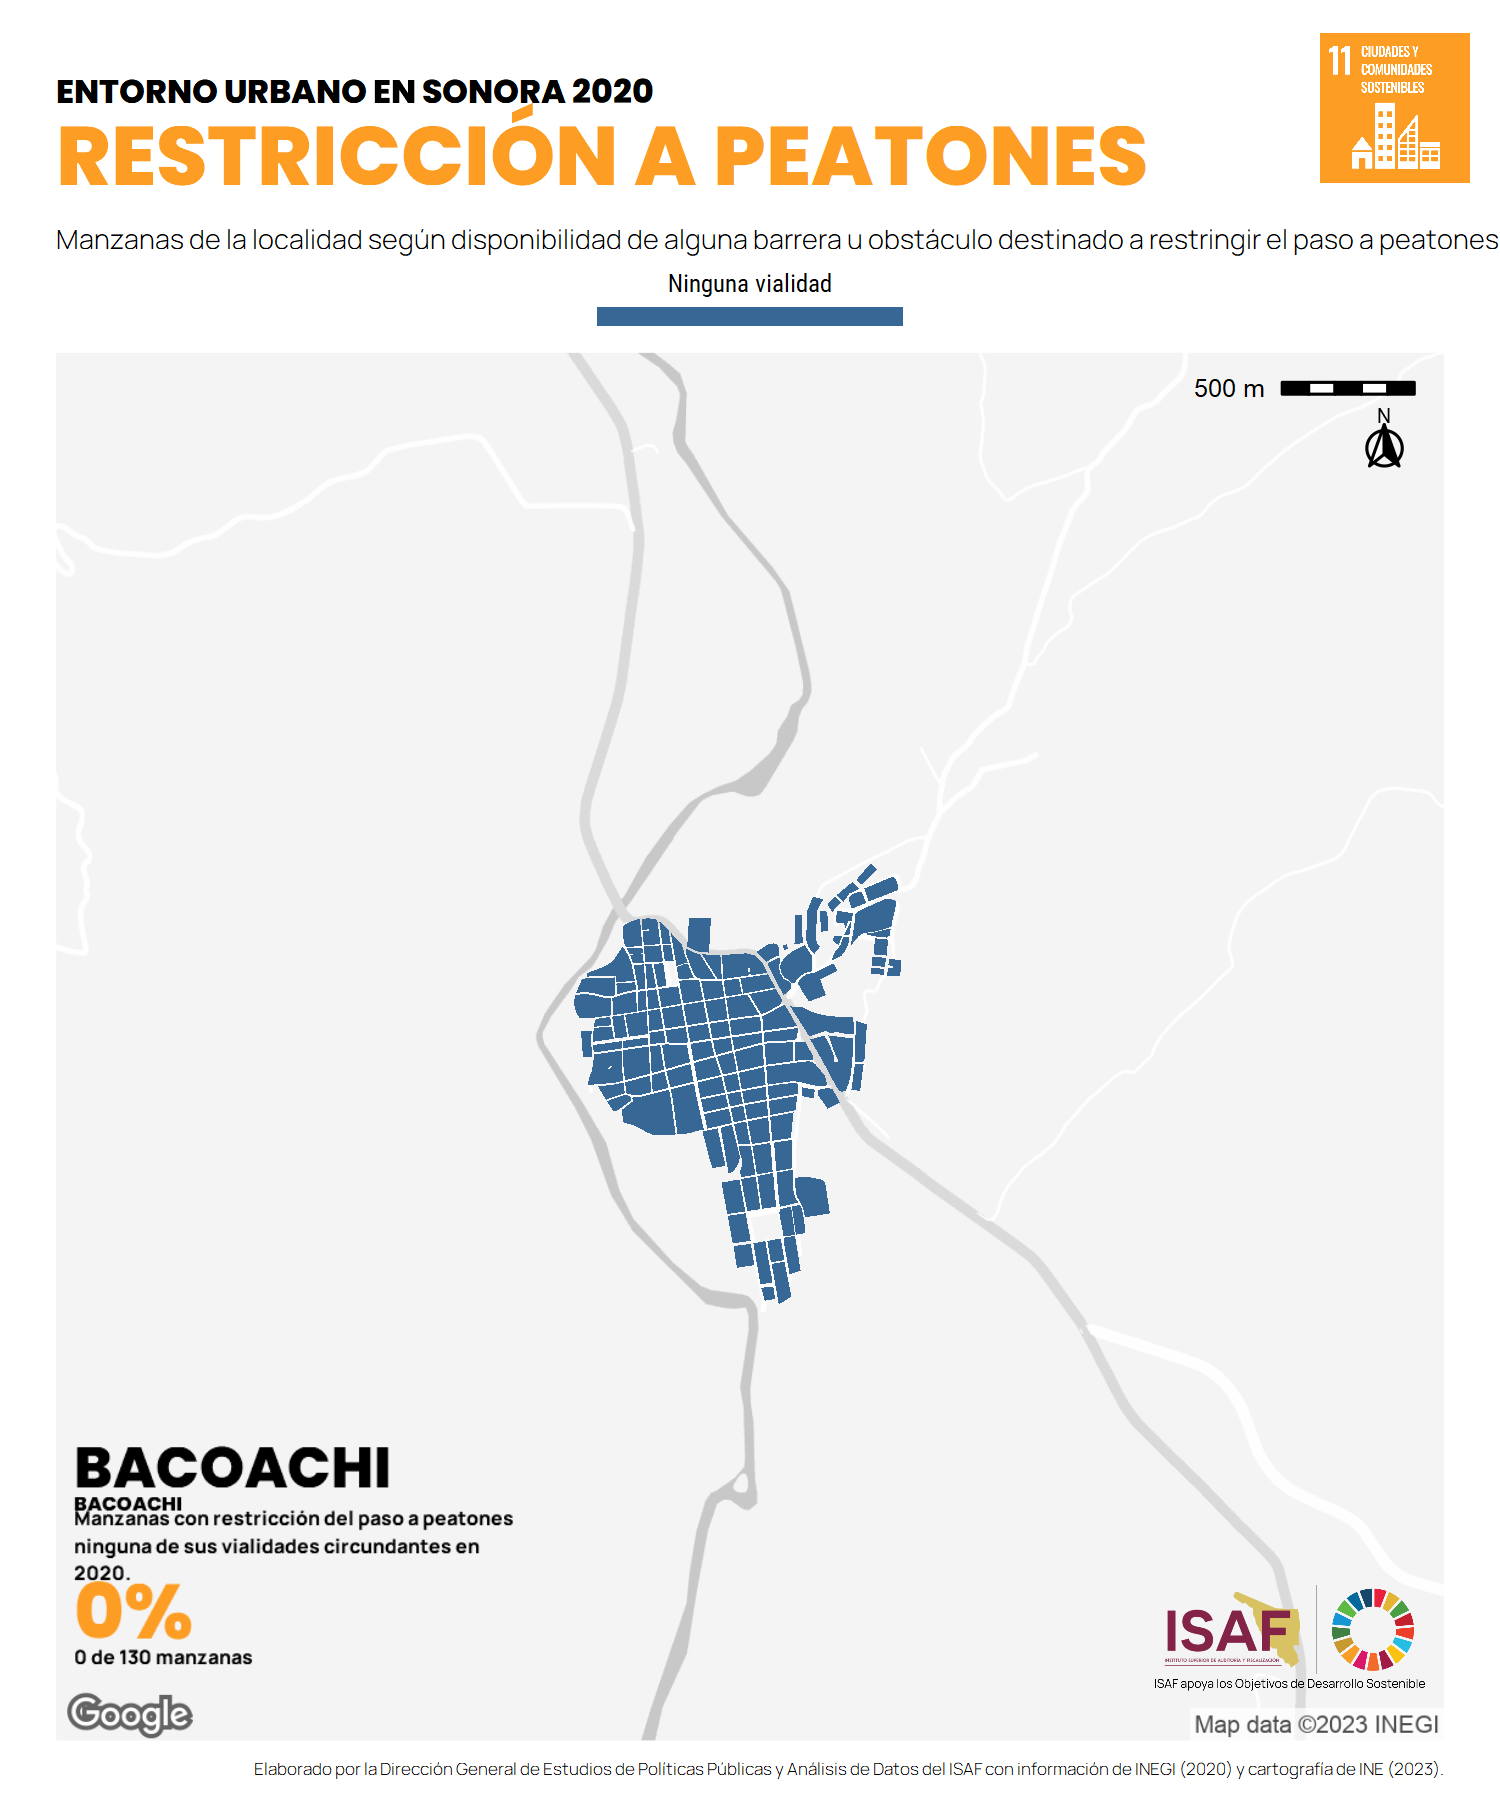 ENTORNO URBANO EN SONORA 2020
RESTRICCIÓN A PEATONES
11 CIUDADES Y
COMUNIDADES
SOSTENIBLES
Manzanas de la localidad según disponibilidad de alguna barrera u obstáculo destinado a restringir el paso a peatones
Ninguna vialidad
500 m
N
BACOACHI
BACOACHI
Manzanas con restricción del paso a peatones
ninguna de sus vialidades circundantes en
2020.
0%
0 de 130 manzanas
Google
ISAF
INSTITUTO SUPERIOR DE AUDITORÍA Y FISCALIZACIÓN
ISAF apoya los Objetivos de Desarrollo Sostenible
Map data ©2023 INEGI
Elaborado por la Dirección General de Estudios de Políticas Públicas y Análisis de Datos del ISAF con información de INEGI (2020) y cartografía de INE (2023).